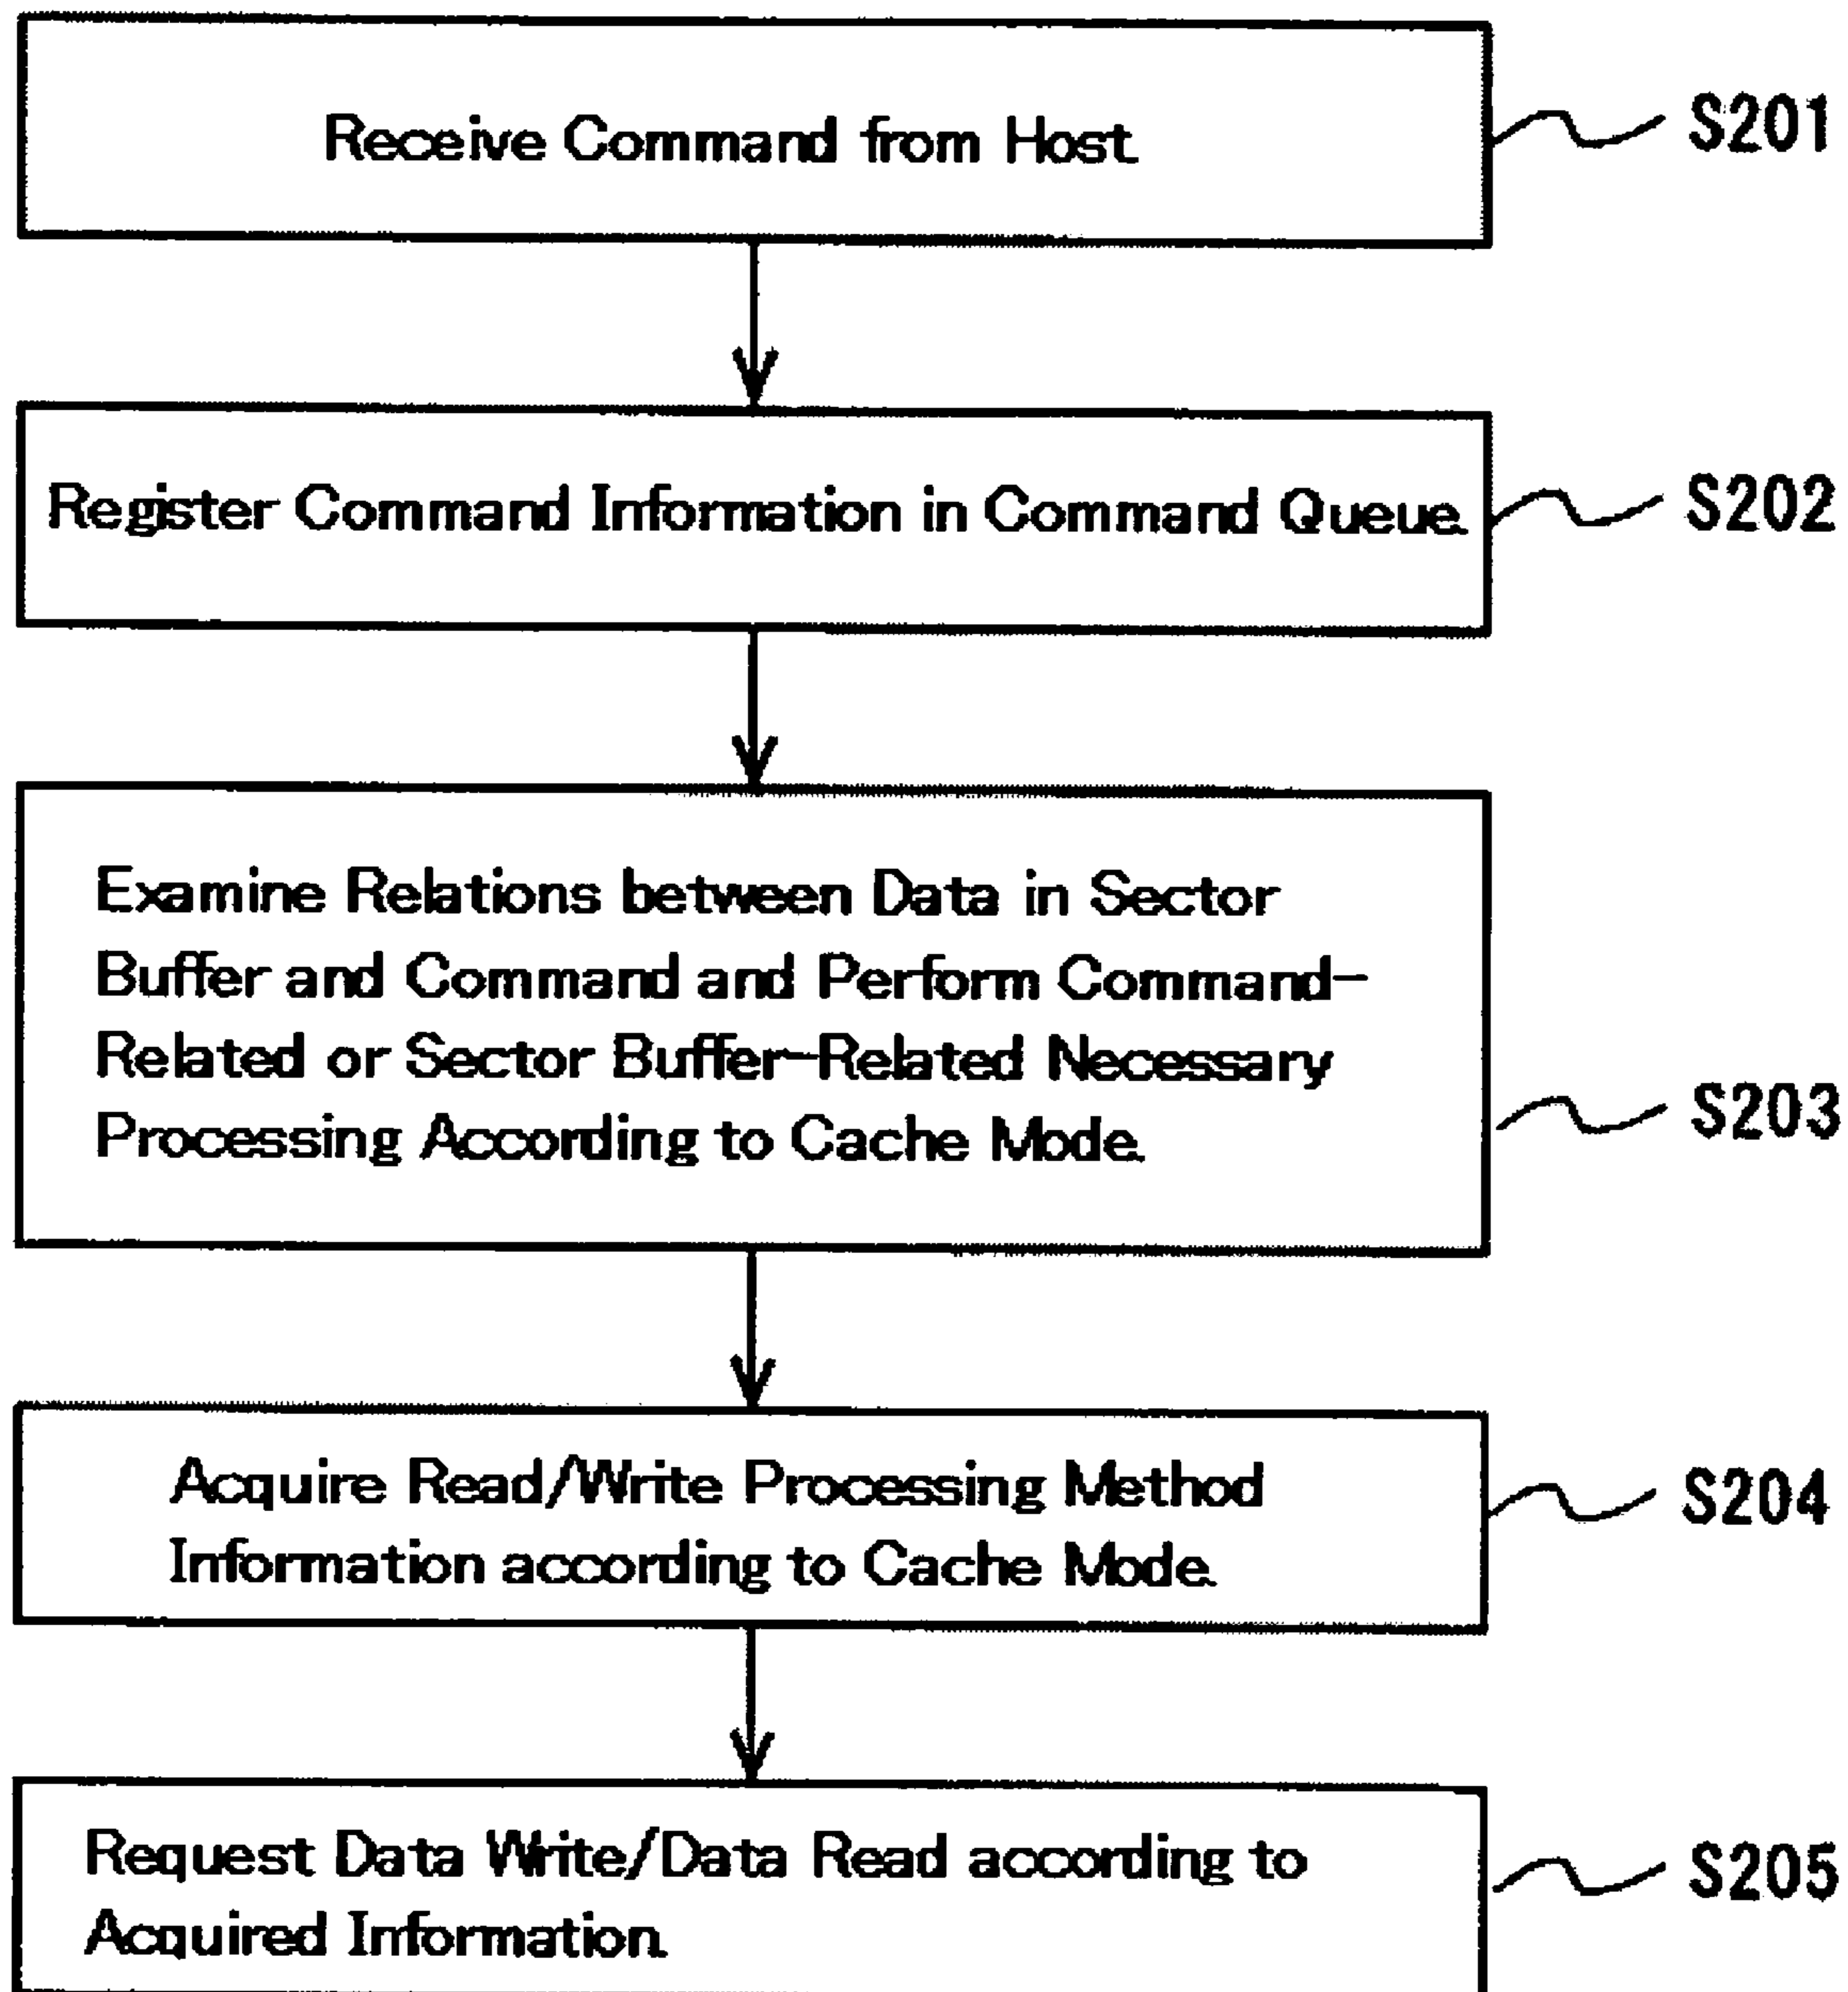 Receive Command from Host.
S201
Register Command Information in Command Queue.
S202
Examine Relations between Data in Sector
Buffer and Command and Perform Command-
Related or Sector Buffer-Related Necessary
Processing According to Cache Mode.
S203
Acquire Read/Write Processing Method
Information according to Cache Mode.
S204
Request Data Write/Data Read according to
Acquired Information.
S205